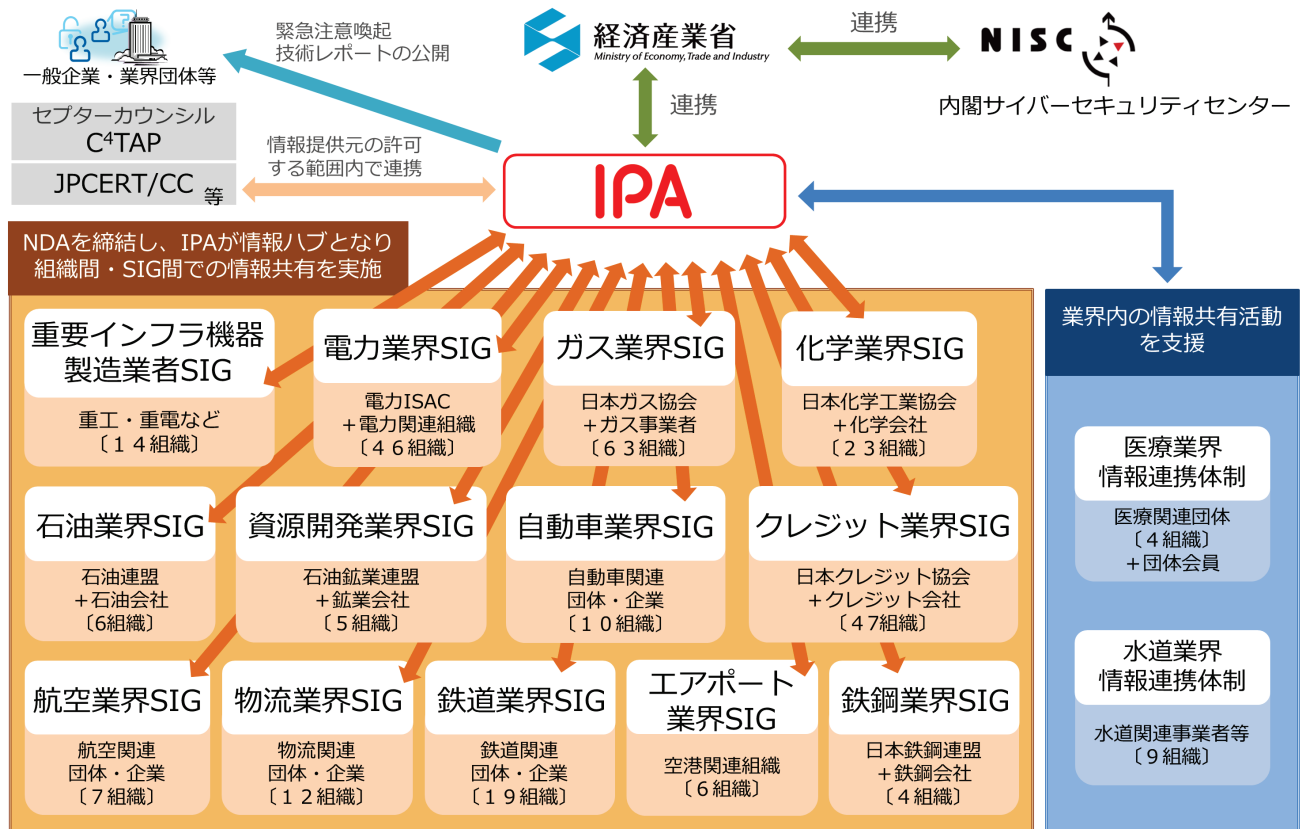 緊急注意喚起
技術レポートの公開
一般企業・業界団体等
経済産業省
Ministry of Economy, Trade and Industry
連携
NISC
内閣サイバーセキュリティセンター
連携
セプターカウンシル
C⁴TAP
JPCERT/CC 等
情報提供元の許可
する範囲内で連携
IPA
NDAを締結し、IPAが情報ハブとなり
組織間・SIG間での情報共有を実施
重要インフラ機器
製造業者SIG
重工・重電など
〔１４組織〕
電力業界SIG
電力ISAC
＋電力関連組織
〔４６組織〕
ガス業界SIG
日本ガス協会
＋ガス事業者
〔６３組織〕
化学業界SIG
日本化学工業協会
＋化学会社
〔２３組織〕
石油業界SIG
石油連盟
＋石油会社
〔6組織〕
資源開発業界SIG
石油鉱業連盟
＋鉱業会社
〔５組織〕
自動車業界SIG
自動車関連
団体・企業
〔１０組織〕
クレジット業界SIG
日本クレジット協会
＋クレジット会社
〔４7組織〕
航空業界SIG
航空関連
団体・企業
〔７組織〕
物流業界SIG
物流関連
団体・企業
〔１２組織〕
鉄道業界SIG
鉄道関連
団体・企業
〔１９組織〕
エアポート
業界SIG
空港関連組織
〔６組織〕
鉄鋼業界SIG
日本鉄鋼連盟
＋鉄鋼会社
〔４組織〕
業界内の情報共有活動
を支援
医療業界
情報連携体制
医療関連団体
〔４組織〕
＋団体会員
水道業界
情報連携体制
水道関連事業者等
〔９組織〕